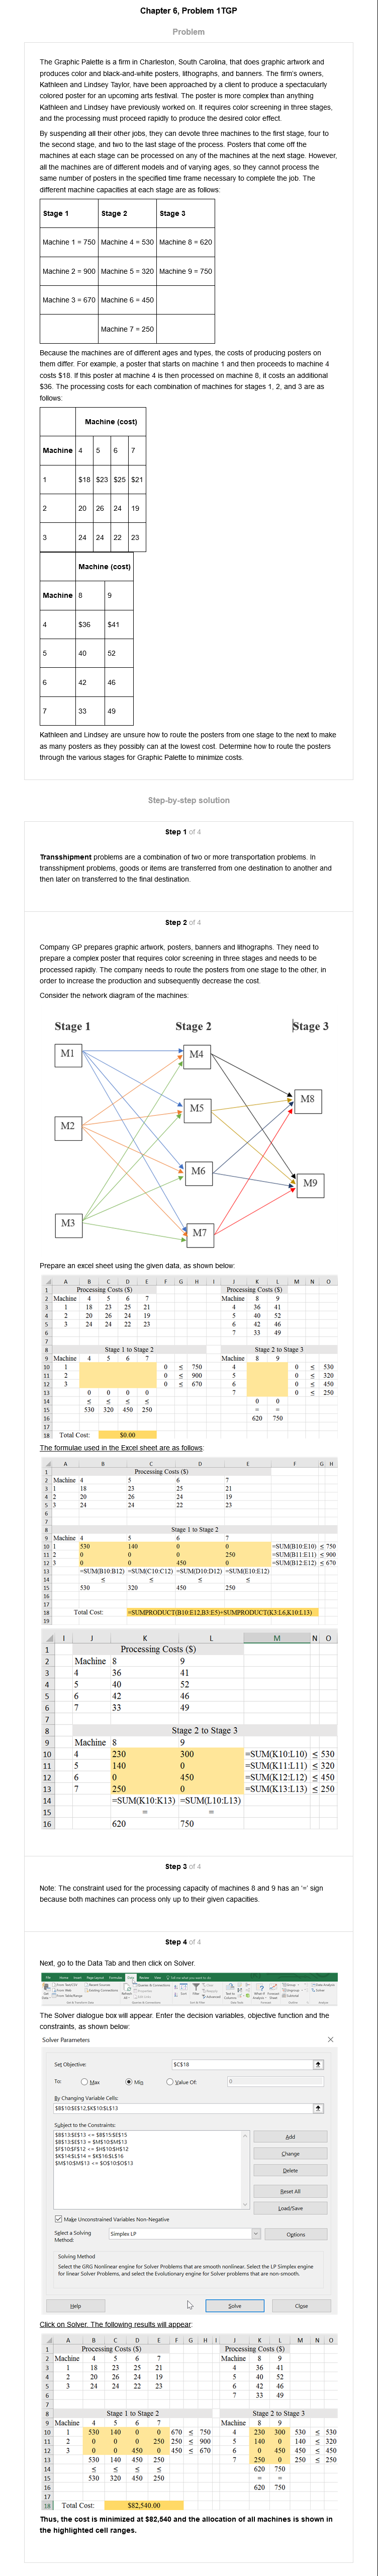 Chapter 6, Problem 1TGP
Problem
The Graphic Palette is a firm in Charleston, South Carolina, that does graphic artwork and
produces color and black-and-white posters, lithographs, and banners. The firm's owners,
Kathleen and Lindsey Taylor, have been approached by a client to produce a spectacularly
colored poster for an upcoming arts festival. The poster is more complex than anything
Kathleen and Lindsey have previously worked on. It requires color screening in three stages,
and the processing must proceed rapidly to produce the desired color effect.
By suspending all their other jobs, they can devote three machines to the first stage, four to
the second stage, and two to the last stage of the process. Posters that come off the
machines at each stage can be processed on any of the machines at the next stage. However,
all the machines are of different models and of varying ages, so they cannot process the
same number of posters in the specified time frame necessary to complete the job. The
different machine capacities at each stage are as follows:
Stage 1 Stage 2 Stage 3
Machine 1 = 750 Machine 4 = 530 Machine 8 = 620
Machine 2 = 900 Machine 5 = 320 Machine 9 = 750
Machine 3 = 670 Machine 6 = 450
Machine 7 = 250
Because the machines are of different ages and types, the costs of producing posters on
them differ. For example, a poster that starts on machine 1 and then proceeds to machine 4
costs $18. If this poster at machine 4 is then processed on machine 8, it costs an additional
$36. The processing costs for each combination of machines for stages 1, 2, and 3 are as
follows:
Machine (cost)
Machine 4 5 6 7
1 $18 $23 $25 $21
2 20 26 24 19
3 24 24 22 23
Machine (cost)
Machine 8 9
4 $36 $41
5 40 52
6 42 46
7 33 49
Kathleen and Lindsey are unsure how to route the posters from one stage to the next to make
as many posters as they possibly can at the lowest cost. Determine how to route the posters
through the various stages for Graphic Palette to minimize costs.
Step-by-step solution
Step 1 of 4
Transshipment problems are a combination of two or more transportation problems. In
transshipment problems, goods or items are transferred from one destination to another and
then later on transferred to the final destination.
Step 2 of 4
Company GP prepares graphic artwork, posters, banners and lithographs. They need to
prepare a complex poster that requires color screening in three stages and needs to be
processed rapidly. The company needs to route the posters from one stage to the other, in
order to increase the production and subsequently decrease the cost.
Consider the network diagram of the machines:
Stage 1 Stage 2 Stage 3
M1 M4
M8
M5
M2
M6
M9
M3
M7
Prepare an excel sheet using the given data, as shown below:
A B C D E F G H I J K L M N O
1 Processing Costs ($) Processing Costs ($)
2 Machine 4 5 6 7 Machine 8 9
3 1 18 23 25 21 4 36 41
4 2 20 26 24 19 5 40 52
5 3 24 24 22 23 6 42 46
6 7 33 49
7
8 Stage 1 to Stage 2 Stage 2 to Stage 3
9 Machine 4 5 6 7 Machine 8 9
10 1 0 ≤ 750 4 0 ≤ 530
11 2 0 ≤ 900 5 0 ≤ 320
12 3 0 ≤ 670 6 0 ≤ 450
13 0 0 0 0 7 0 ≤ 250
14 ≤ ≤ ≤ ≤ 0 0
15 530 320 450 250 = =
16 620 750
17
18 Total Cost: $0.00
The formulae used in the Excel sheet are as follows:
A B C D E F G H
1 Processing Costs ($)
2 Machine 4 5 6 7
3 1 18 23 25 21
4 2 20 26 24 19
5 3 24 24 22 23
6
7
8 Stage 1 to Stage 2
9 Machine 4 5 6 7
10 1 530 140 0 0 =SUM(B10:E10) ≤ 750
11 2 0 0 0 250 =SUM(B11:E11) ≤ 900
12 3 0 0 450 0 =SUM(B12:E12) ≤ 670
13 =SUM(B10:B12) =SUM(C10:C12) =SUM(D10:D12) =SUM(E10:E12)
14 ≤ ≤ ≤ ≤
15 530 320 450 250
16
17
18 Total Cost: =SUMPRODUCT(B10:E12,B3:E5)+SUMPRODUCT(K3:L6,K10:L13)
19
I J K L M N O
1 Processing Costs ($)
2 Machine 8 9
3 4 36 41
4 5 40 52
5 6 42 46
6 7 33 49
7
8 Stage 2 to Stage 3
9 Machine 8 9
10 4 230 300 =SUM(K10:L10) ≤ 530
11 5 140 0 =SUM(K11:L11) ≤ 320
12 6 0 450 =SUM(K12:L12) ≤ 450
13 7 250 0 =SUM(K13:L13) ≤ 250
14 =SUM(K10:K13) =SUM(L10:L13)
15 = =
16 620 750
Step 3 of 4
Note: The constraint used for the processing capacity of machines 8 and 9 has an '=' sign
because both machines can process only up to their given capacities.
Step 4 of 4
Next, go to the Data Tab and then click on Solver.
The Solver dialogue box will appear. Enter the decision variables, objective function and the
constraints, as shown below:
Solver Parameters
Set Objective: $C$18
To: Max Min Value Of: 0
By Changing Variable Cells:
$B$10:$E$12,$K$10:$L$13
Subject to the Constraints:
$B$13:$E$13 <= $B$15:$E$15
$B$13:$E$13 = $M$10:$M$13
$F$10:$F$12 <= $H$10:$H$12
$K$14:$L$14 = $K$16:$L$16
$M$10:$M$13 <= $O$10:$O$13
Add
Change
Delete
Reset All
Load/Save
Make Unconstrained Variables Non-Negative
Select a Solving
Method:
Simplex LP
Options
Solving Method
Select the GRG Nonlinear engine for Solver Problems that are smooth nonlinear. Select the LP Simplex engine
for linear Solver Problems, and select the Evolutionary engine for Solver problems that are non-smooth.
Help Solve Close
Click on Solver. The following results will appear:
A B C D E F G H I J K L M N O
1 Processing Costs ($) Processing Costs ($)
2 Machine 4 5 6 7 Machine 8 9
3 1 18 23 25 21 4 36 41
4 2 20 26 24 19 5 40 52
5 3 24 24 22 23 6 42 46
6 7 33 49
7
8 Stage 1 to Stage 2 Stage 2 to Stage 3
9 Machine 4 5 6 7 Machine 8 9
10 1 530 140 0 0 670 ≤ 750 4 230 300 530 ≤ 530
11 2 0 0 0 250 250 ≤ 900 5 140 0 140 ≤ 320
12 3 0 0 450 0 450 ≤ 670 6 0 450 450 ≤ 450
13 530 140 450 250 7 250 0 250 ≤ 250
14 ≤ ≤ ≤ ≤ 620 750
15 530 320 450 250 = =
16 620 750
17
18 Total Cost: $82,540.00
Thus, the cost is minimized at $82,540 and the allocation of all machines is shown in
the highlighted cell ranges.